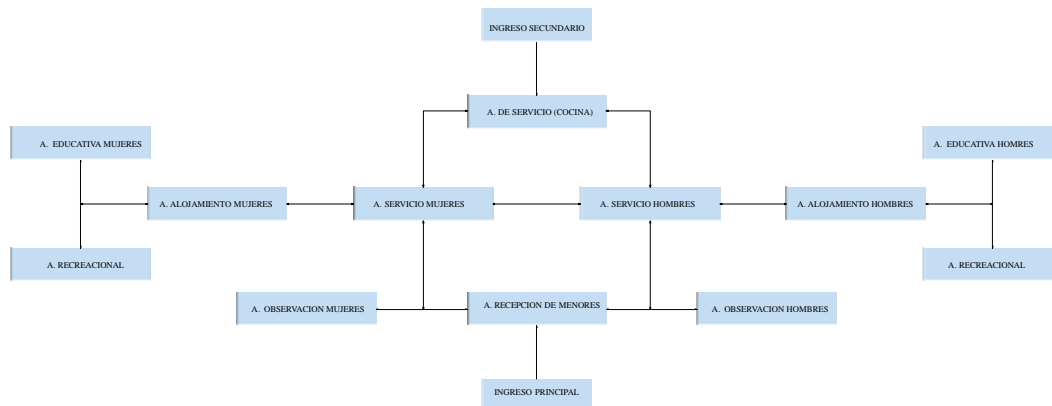 INGRESO SECUNDARIO
A. DE SERVICIO (COCINA)
A. EDUCATIVA MUJERES
A. EDUCATIVA HOMRES
A. ALOJAMIENTO MUJERES
A. SERVICIO MUJERES
A. SERVICIO HOMBRES
A. ALOJAMIENTO HOMBRES
A. RECREACIONAL
A. RECREACIONAL
A. OBSERVACION MUJERES
A. RECEPCION DE MENORES
A. OBSERVACION HOMBRES
INGRESO PRINCIPAL